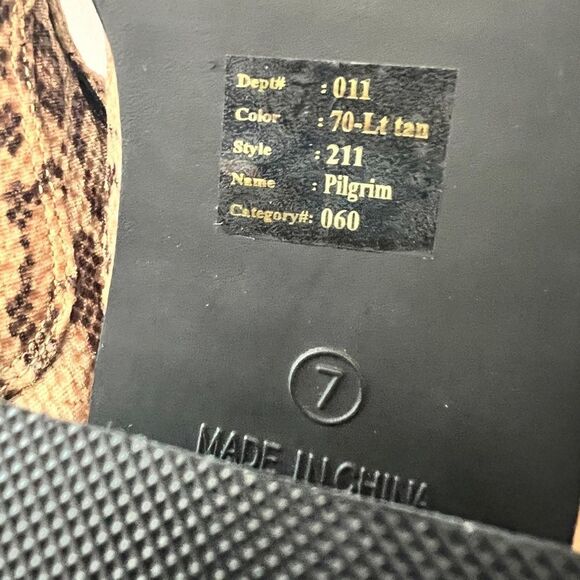 Dept# : 011
Color : 70-Lt tan
Style : 211
Name : Pilgrim
Category#: 060
7
MADE IN CHINA